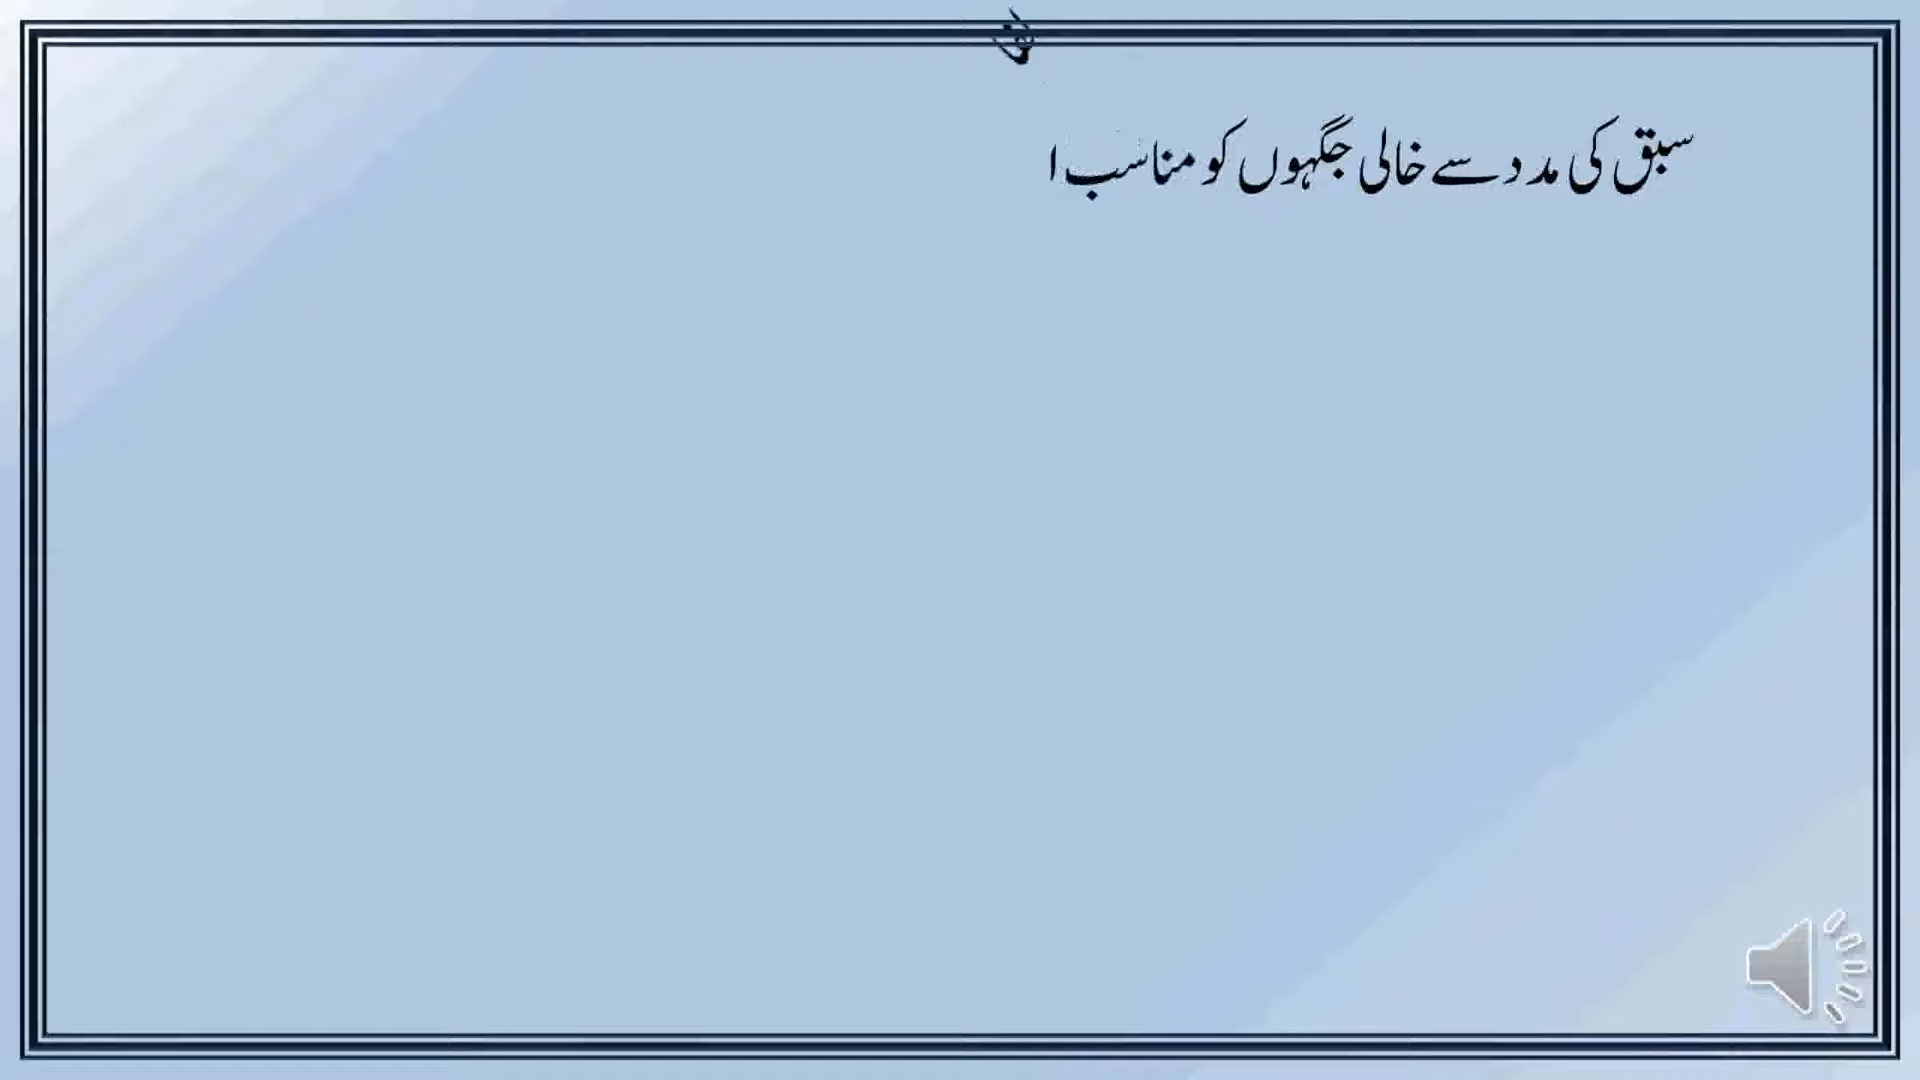 سبق کی مدد سے خالی جگہوں کو مناسب ا